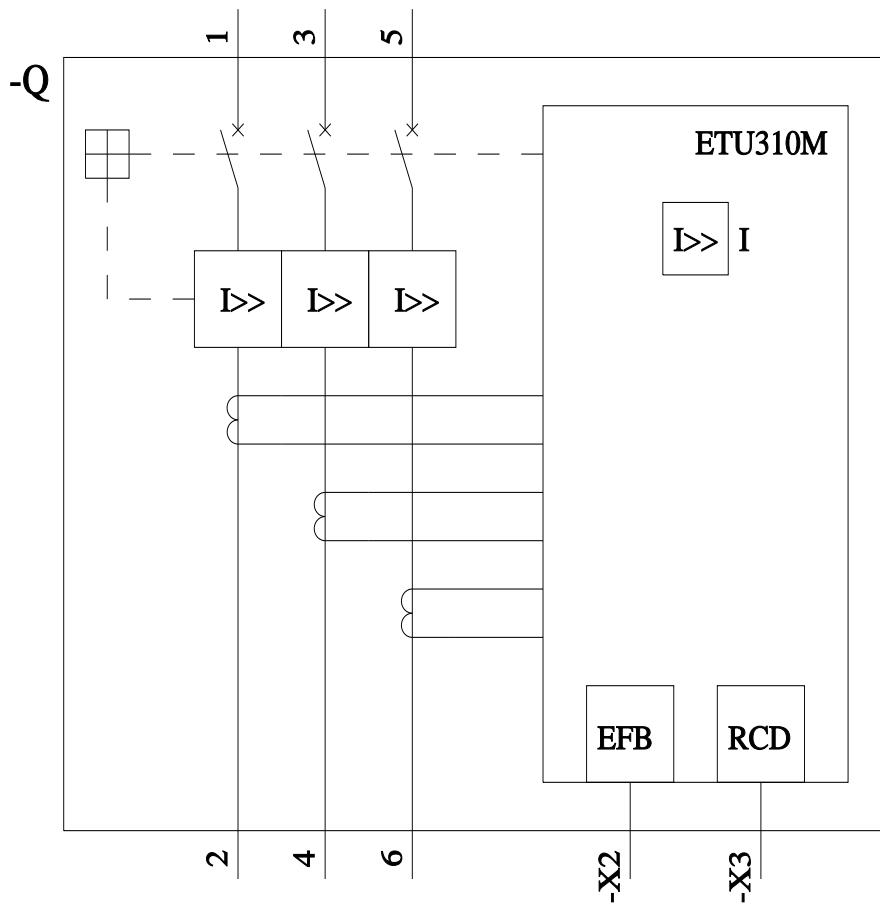 1 3 5
-Q
ETU310M
I>> I
I>> I>> I>>
EFB RCD
2 4 6 -X2 -X3